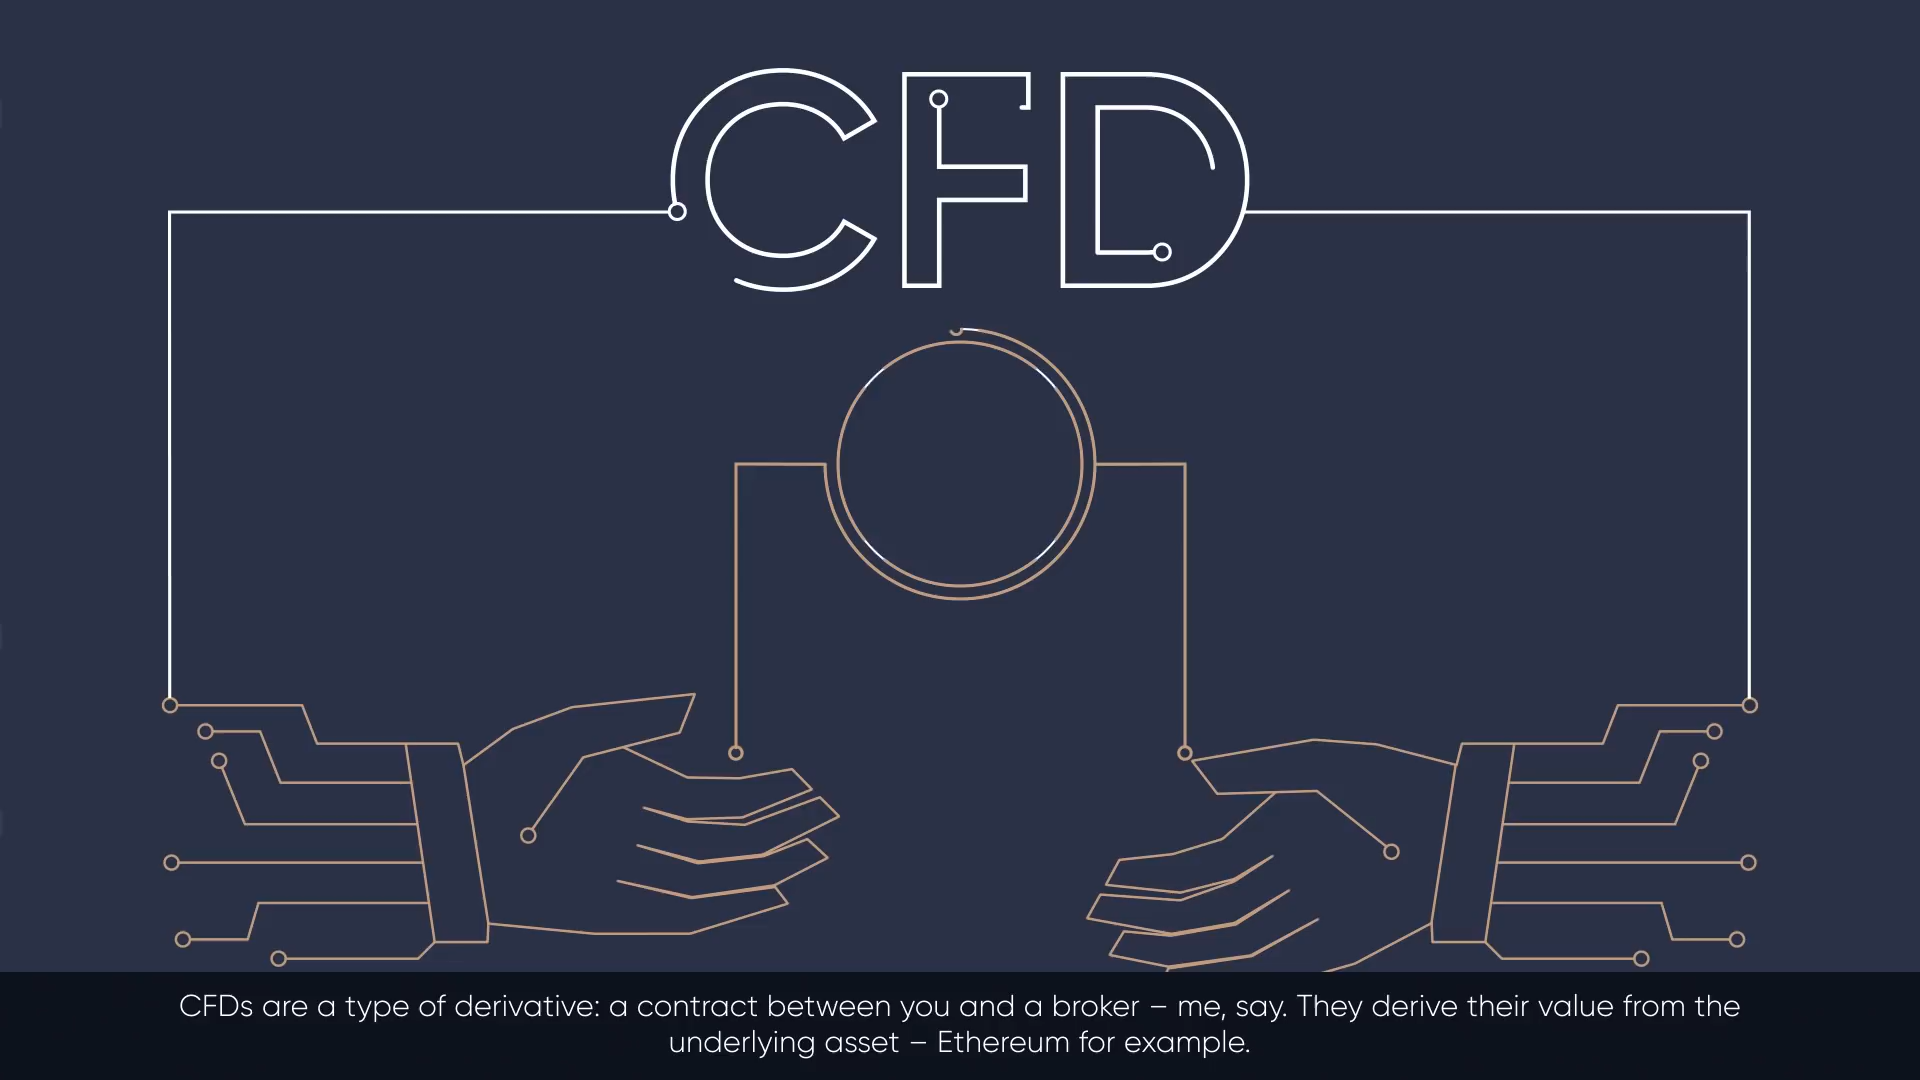 CFD
CFDs are a type of derivative: a contract between you and a broker – me, say. They derive their value from the
underlying asset – Ethereum for example.